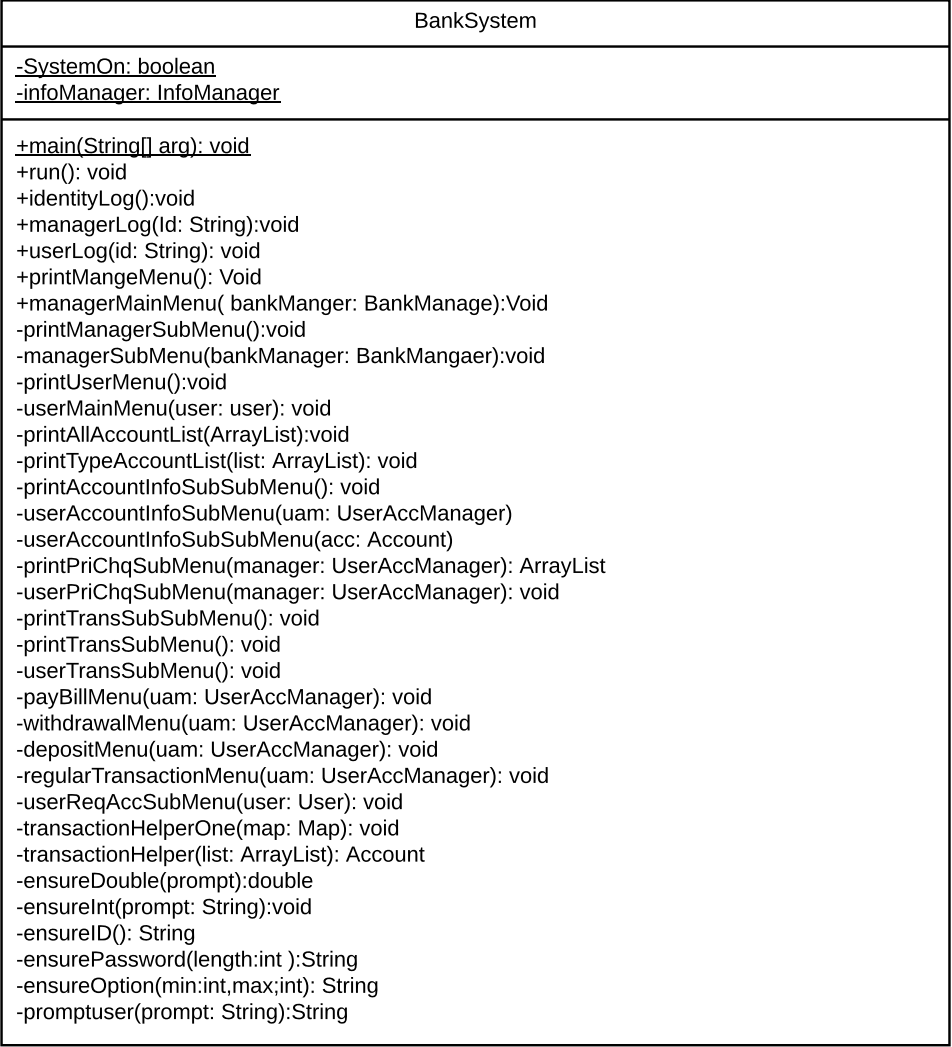 BankSystem
-SystemOn: boolean
-infoManager: InfoManager
+main(String[] arg): void
+run(): void
+identityLog():void
+managerLog(Id: String):void
+userLog(id: String): void
+printMangeMenu(): Void
+managerMainMenu( bankManger: BankManage):Void
-printManagerSubMenu():void
-managerSubMenu(bankManager: BankMangaer):void
-printUserMenu():void
-userMainMenu(user: user): void
-printAllAccountList(ArrayList):void
-printTypeAccountList(list: ArrayList): void
-printAccountInfoSubSubMenu(): void
-userAccountInfoSubMenu(uam: UserAccManager)
-userAccountInfoSubSubMenu(acc: Account)
-printPriChqSubMenu(manager: UserAccManager): ArrayList
-userPriChqSubMenu(manager: UserAccManager): void
-printTransSubSubMenu(): void
-printTransSubMenu(): void
-userTransSubMenu(): void
-payBillMenu(uam: UserAccManager): void
-withdrawalMenu(uam: UserAccManager): void
-depositMenu(uam: UserAccManager): void
-regularTransactionMenu(uam: UserAccManager): void
-userReqAccSubMenu(user: User): void
-transactionHelperOne(map: Map): void
-transactionHelper(list: ArrayList): Account
-ensureDouble(prompt):double
-ensureInt(prompt: String):void
-ensureID(): String
-ensurePassword(length:int ):String
-ensureOption(min:int,max;int): String
-promptuser(prompt: String):String